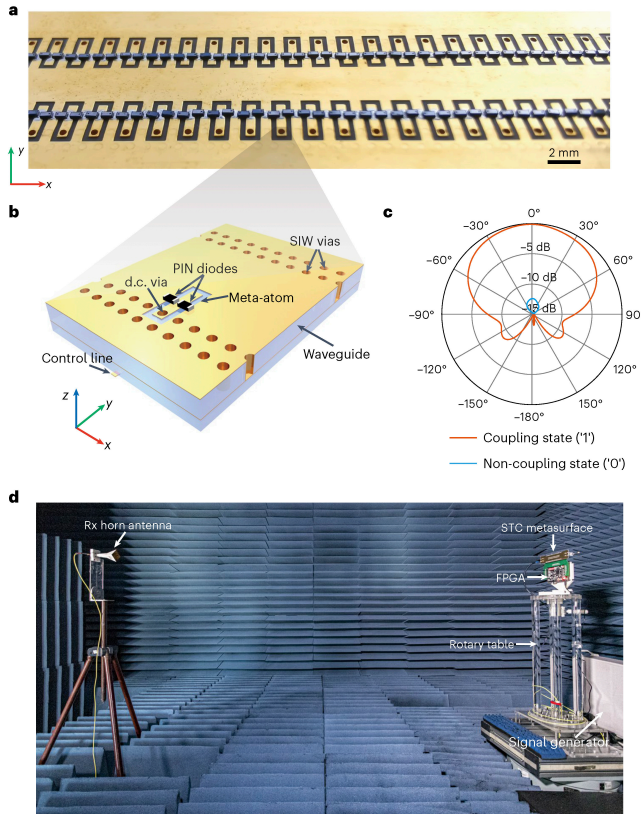 a
2 mm
y
x
b
SIW vias
PIN diodes
d.c. via
Meta-atom
Waveguide
Control line
z
y
x
c
0°
–30°
30°
–5 dB
–60°
60°
–10 dB
–15 dB
–90°
90
–120°
120°
–150°
150°
–180°
Coupling state ('1')
Non-coupling state ('0')
d
Rx horn antenna
STC metasurface
FPGA
Rotary table
Signal generator